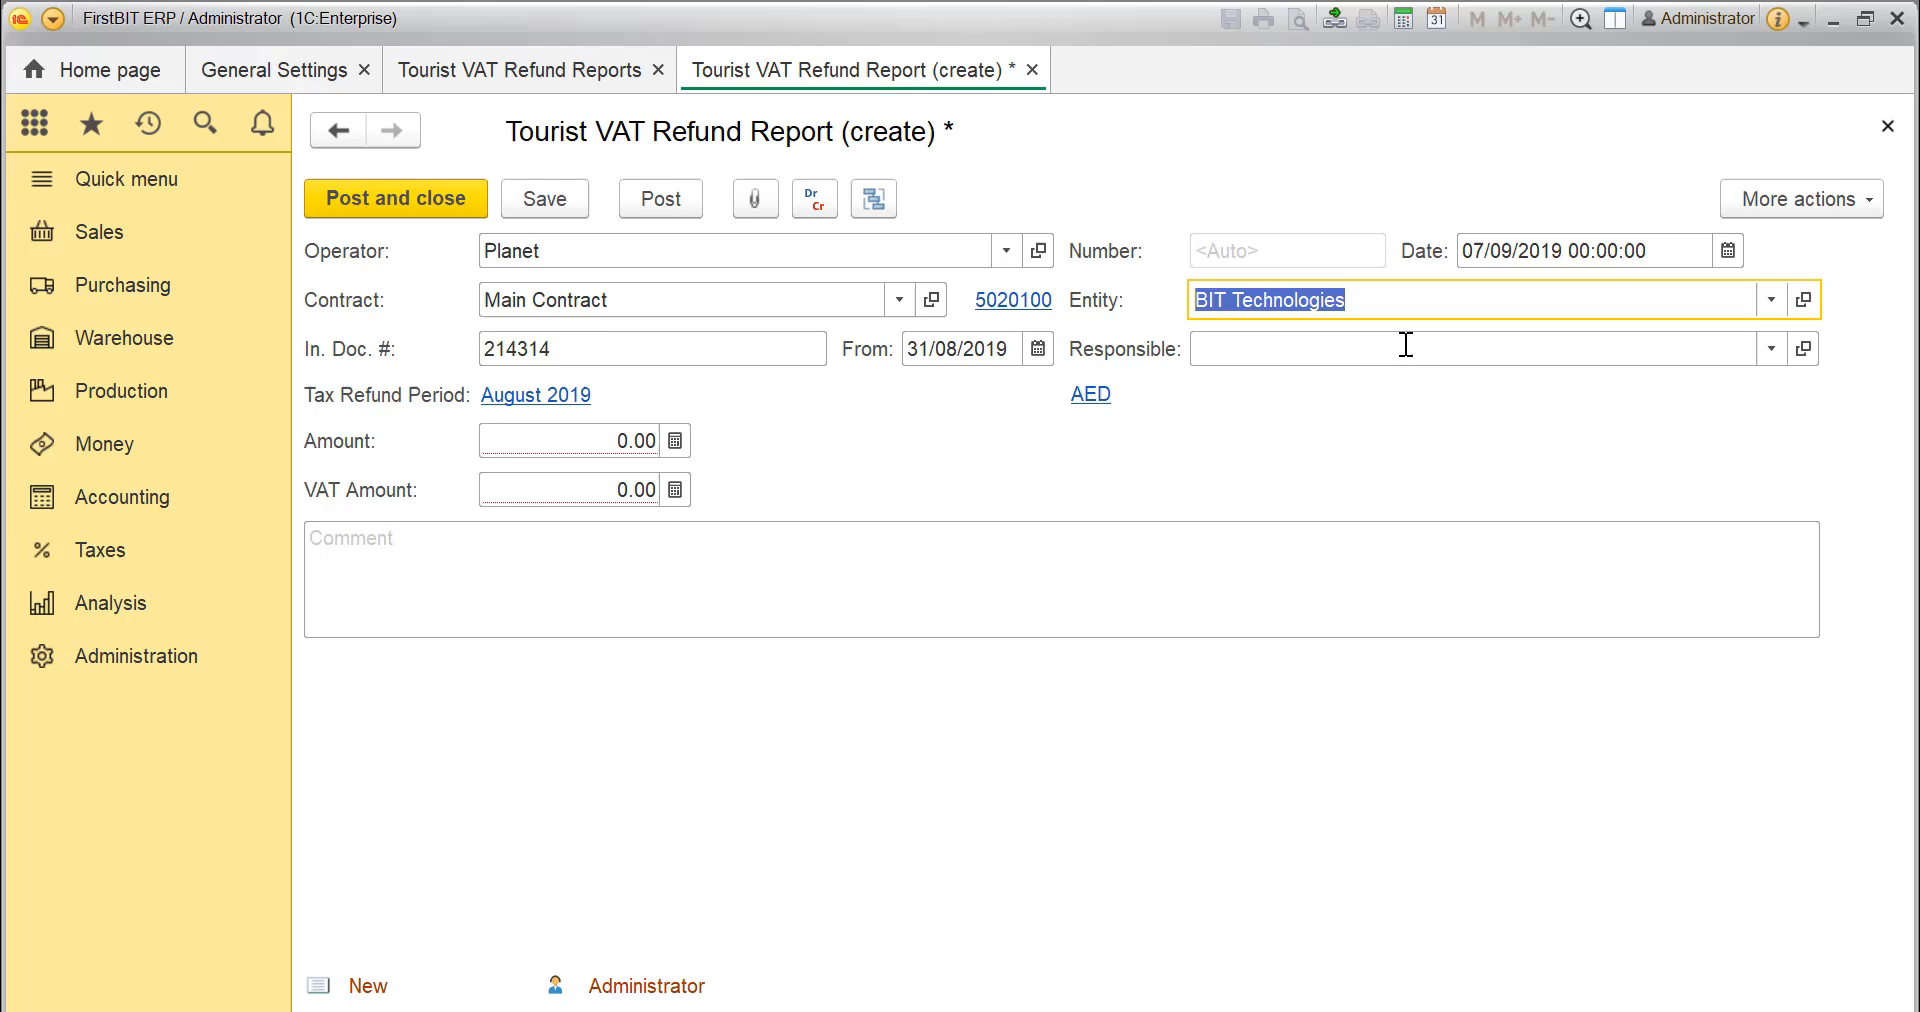 FirstBIT ERP / Administrator (1C:Enterprise)
31 M M+ M- Administrator
Home page
General Settings
Tourist VAT Refund Reports
Tourist VAT Refund Report (create) *
Tourist VAT Refund Report (create) *
Quick menu
Sales
Purchasing
Warehouse
Production
Money
Accounting
Taxes
Analysis
Administration
Post and close
Save
Post
Dr
Cr
More actions
Operator: Planet
Number: <Auto>
Date: 07/09/2019 00:00:00
Contract: Main Contract
5020100
Entity: BIT Technologies
In. Doc. #: 214314
From: 31/08/2019
Responsible:
Tax Refund Period: August 2019
AED
Amount: 0.00
VAT Amount: 0.00
Comment
New
Administrator